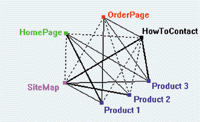 OrderPage
HomePage
HowToContact
SiteMap
Product 3
Product 2
Product 1